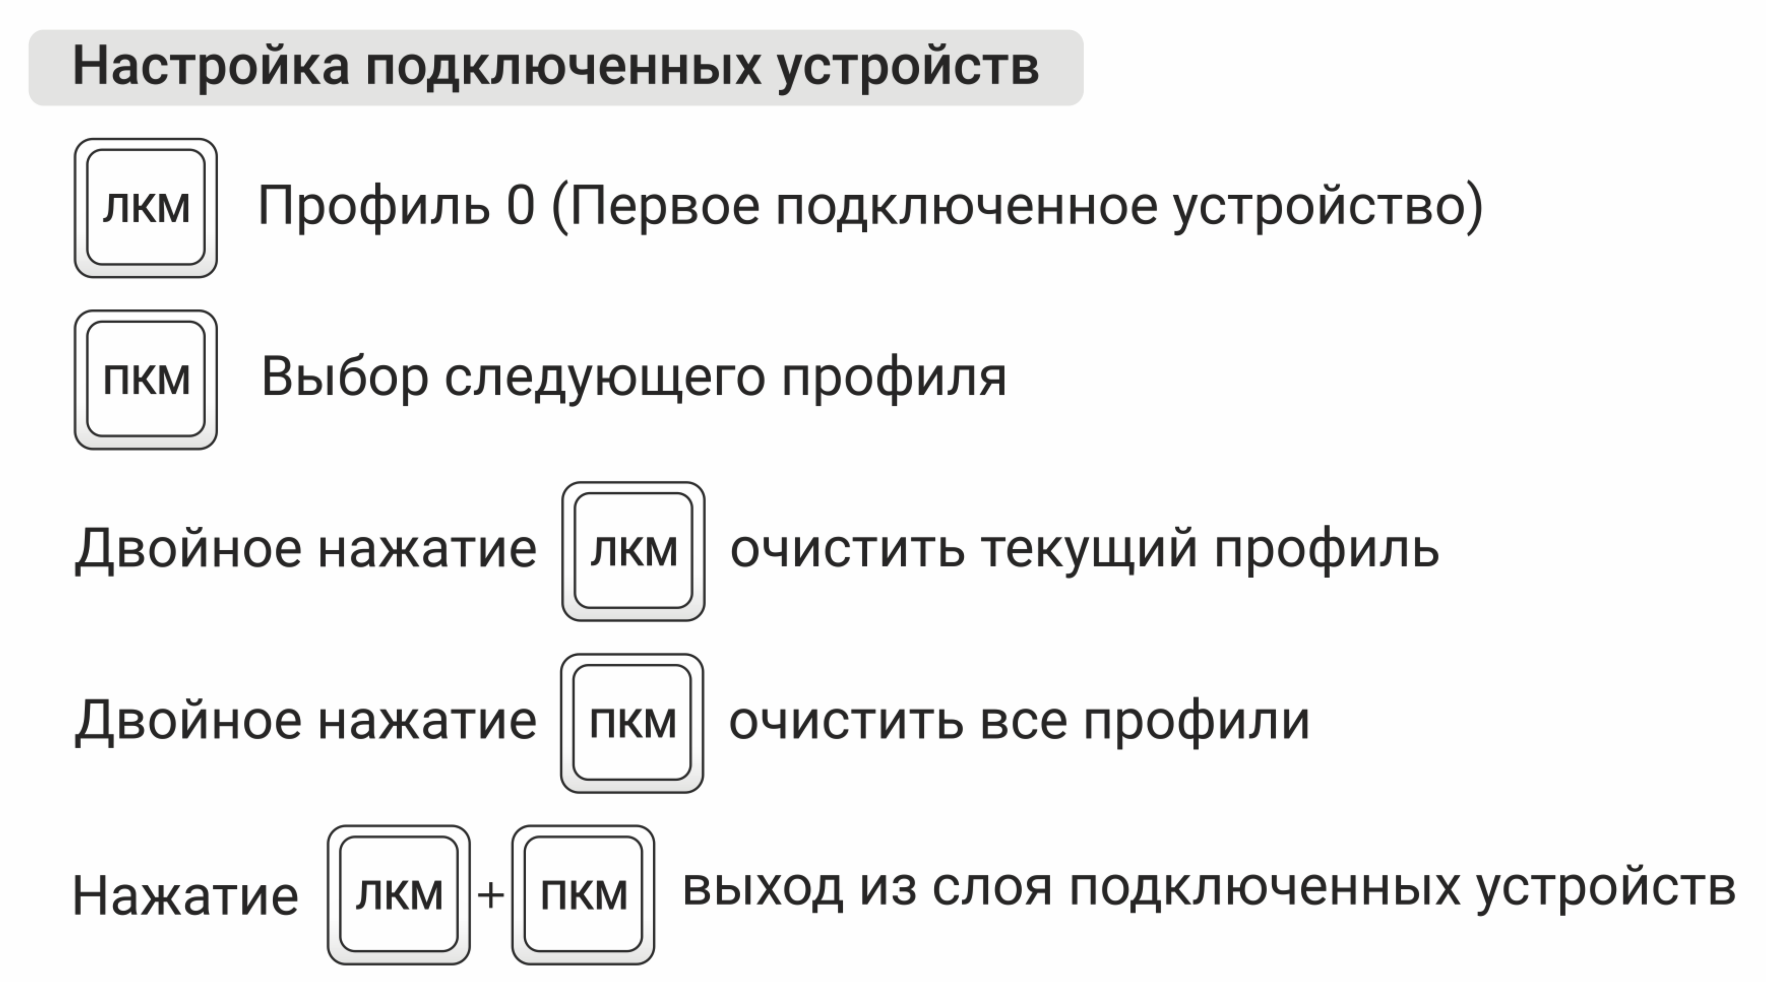 Настройка подключенных устройств
лкм Профиль 0 (Первое подключенное устройство)
пкм Выбор следующего профиля
Двойное нажатие лкм очистить текущий профиль
Двойное нажатие пкм очистить все профили
Нажатие лкм + пкм выход из слоя подключенных устройств